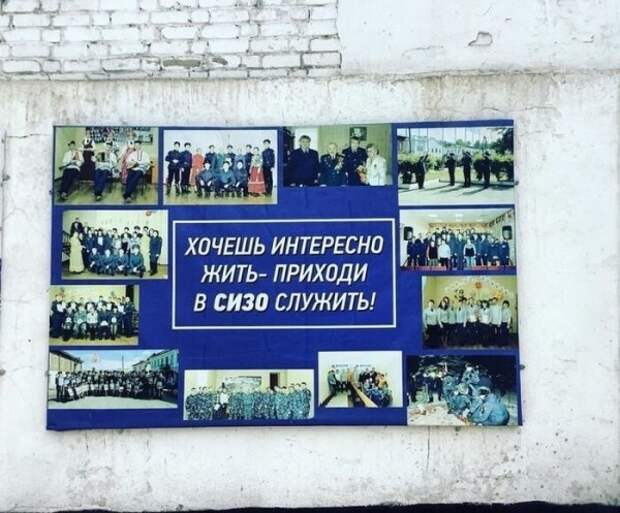 ХОЧЕШЬ ИНТЕРЕСНО
ЖИТЬ- ПРИХОДИ
В СИЗО СЛУЖИТЬ!